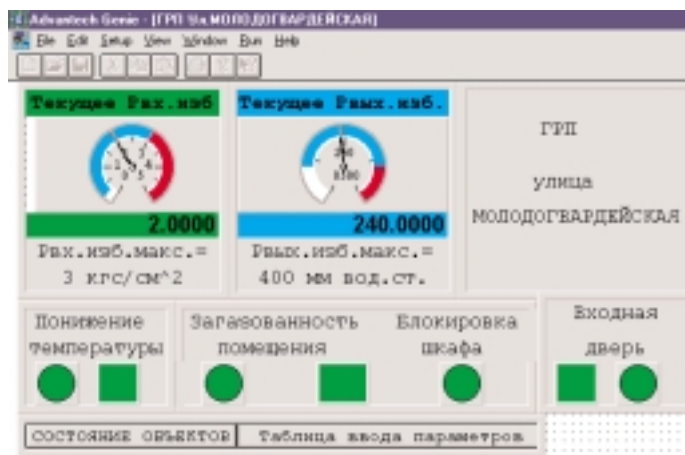 Advantech Genie - [ГРП Ул.МОЛОДОГВАРДЕЙСКАЯ]
File Edit Setup View Window Run Help
Текущее Рвх.изб
Текущее Рвых.изб.
2.0000
240.0000
Рвх.изб.макс.=
3 кгс/см^2
Рвых.изб.макс.=
400 мм вод.ст.
ГРП
улица
МОЛОДОГВАРДЕЙСКАЯ
Понижение
температуры
Загазованность
помещения
Блокировка
шкафа
Входная
дверь
СОСТОЯНИЕ ОБЪЕКТОВ
Таблица ввода параметров